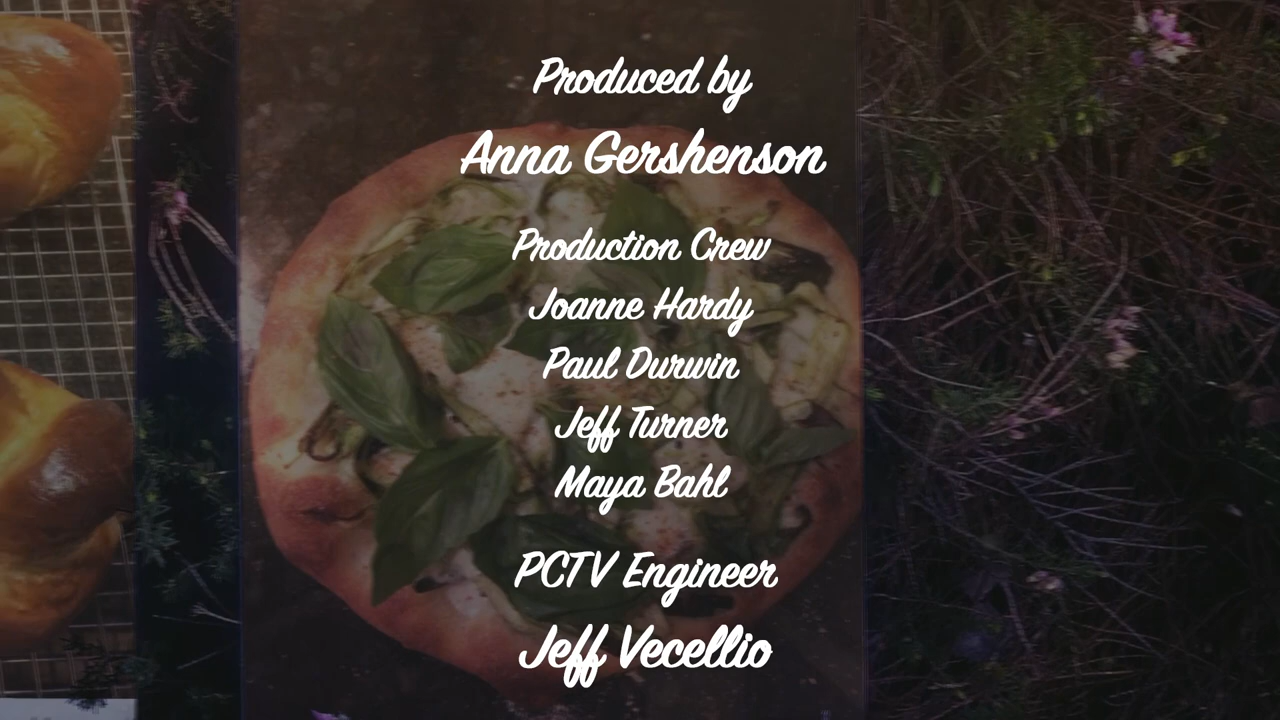 Produced by
Anna Gershenson
Production Crew
Joanne Hardy
Paul Durwin
Jeff Turner
Maya Bahl
PCTV Engineer
Jeff Vecellio